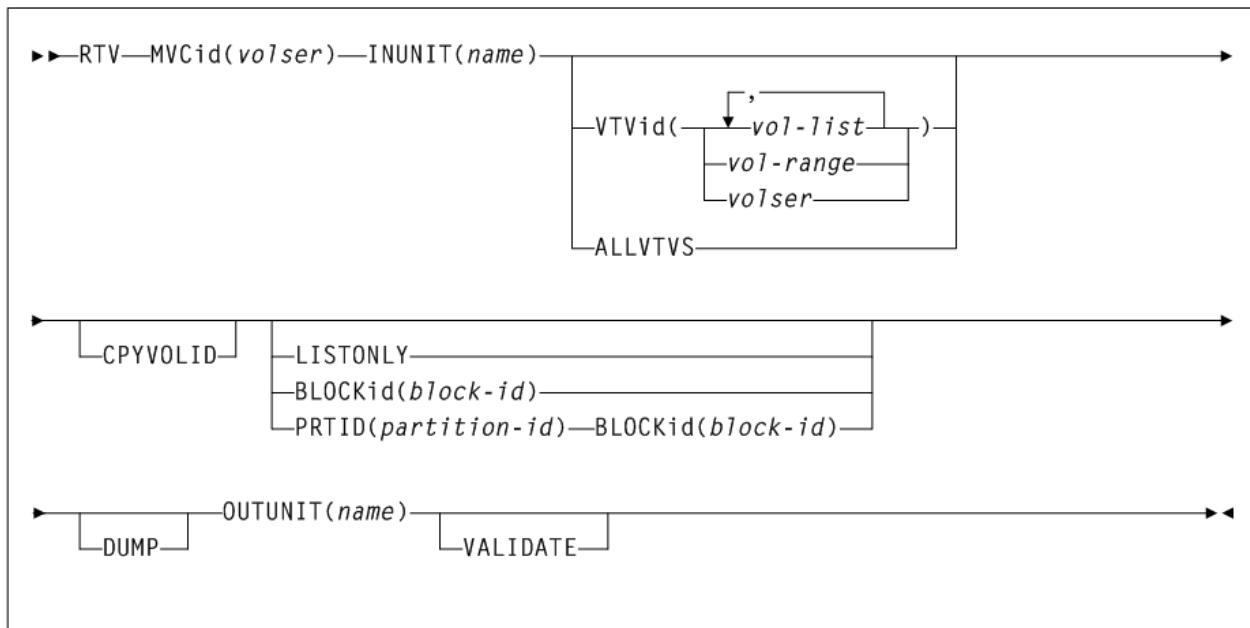 RTV MVCid(volser) INUNIT(name)
,
VTVid( vol-list )
vol-range
volser
ALLVTVS
CPYVOLID LISTONLY
BLOCKid(block-id)
PRTID(partition-id) BLOCKid(block-id)
OUTUNIT(name)
DUMP VALIDATE